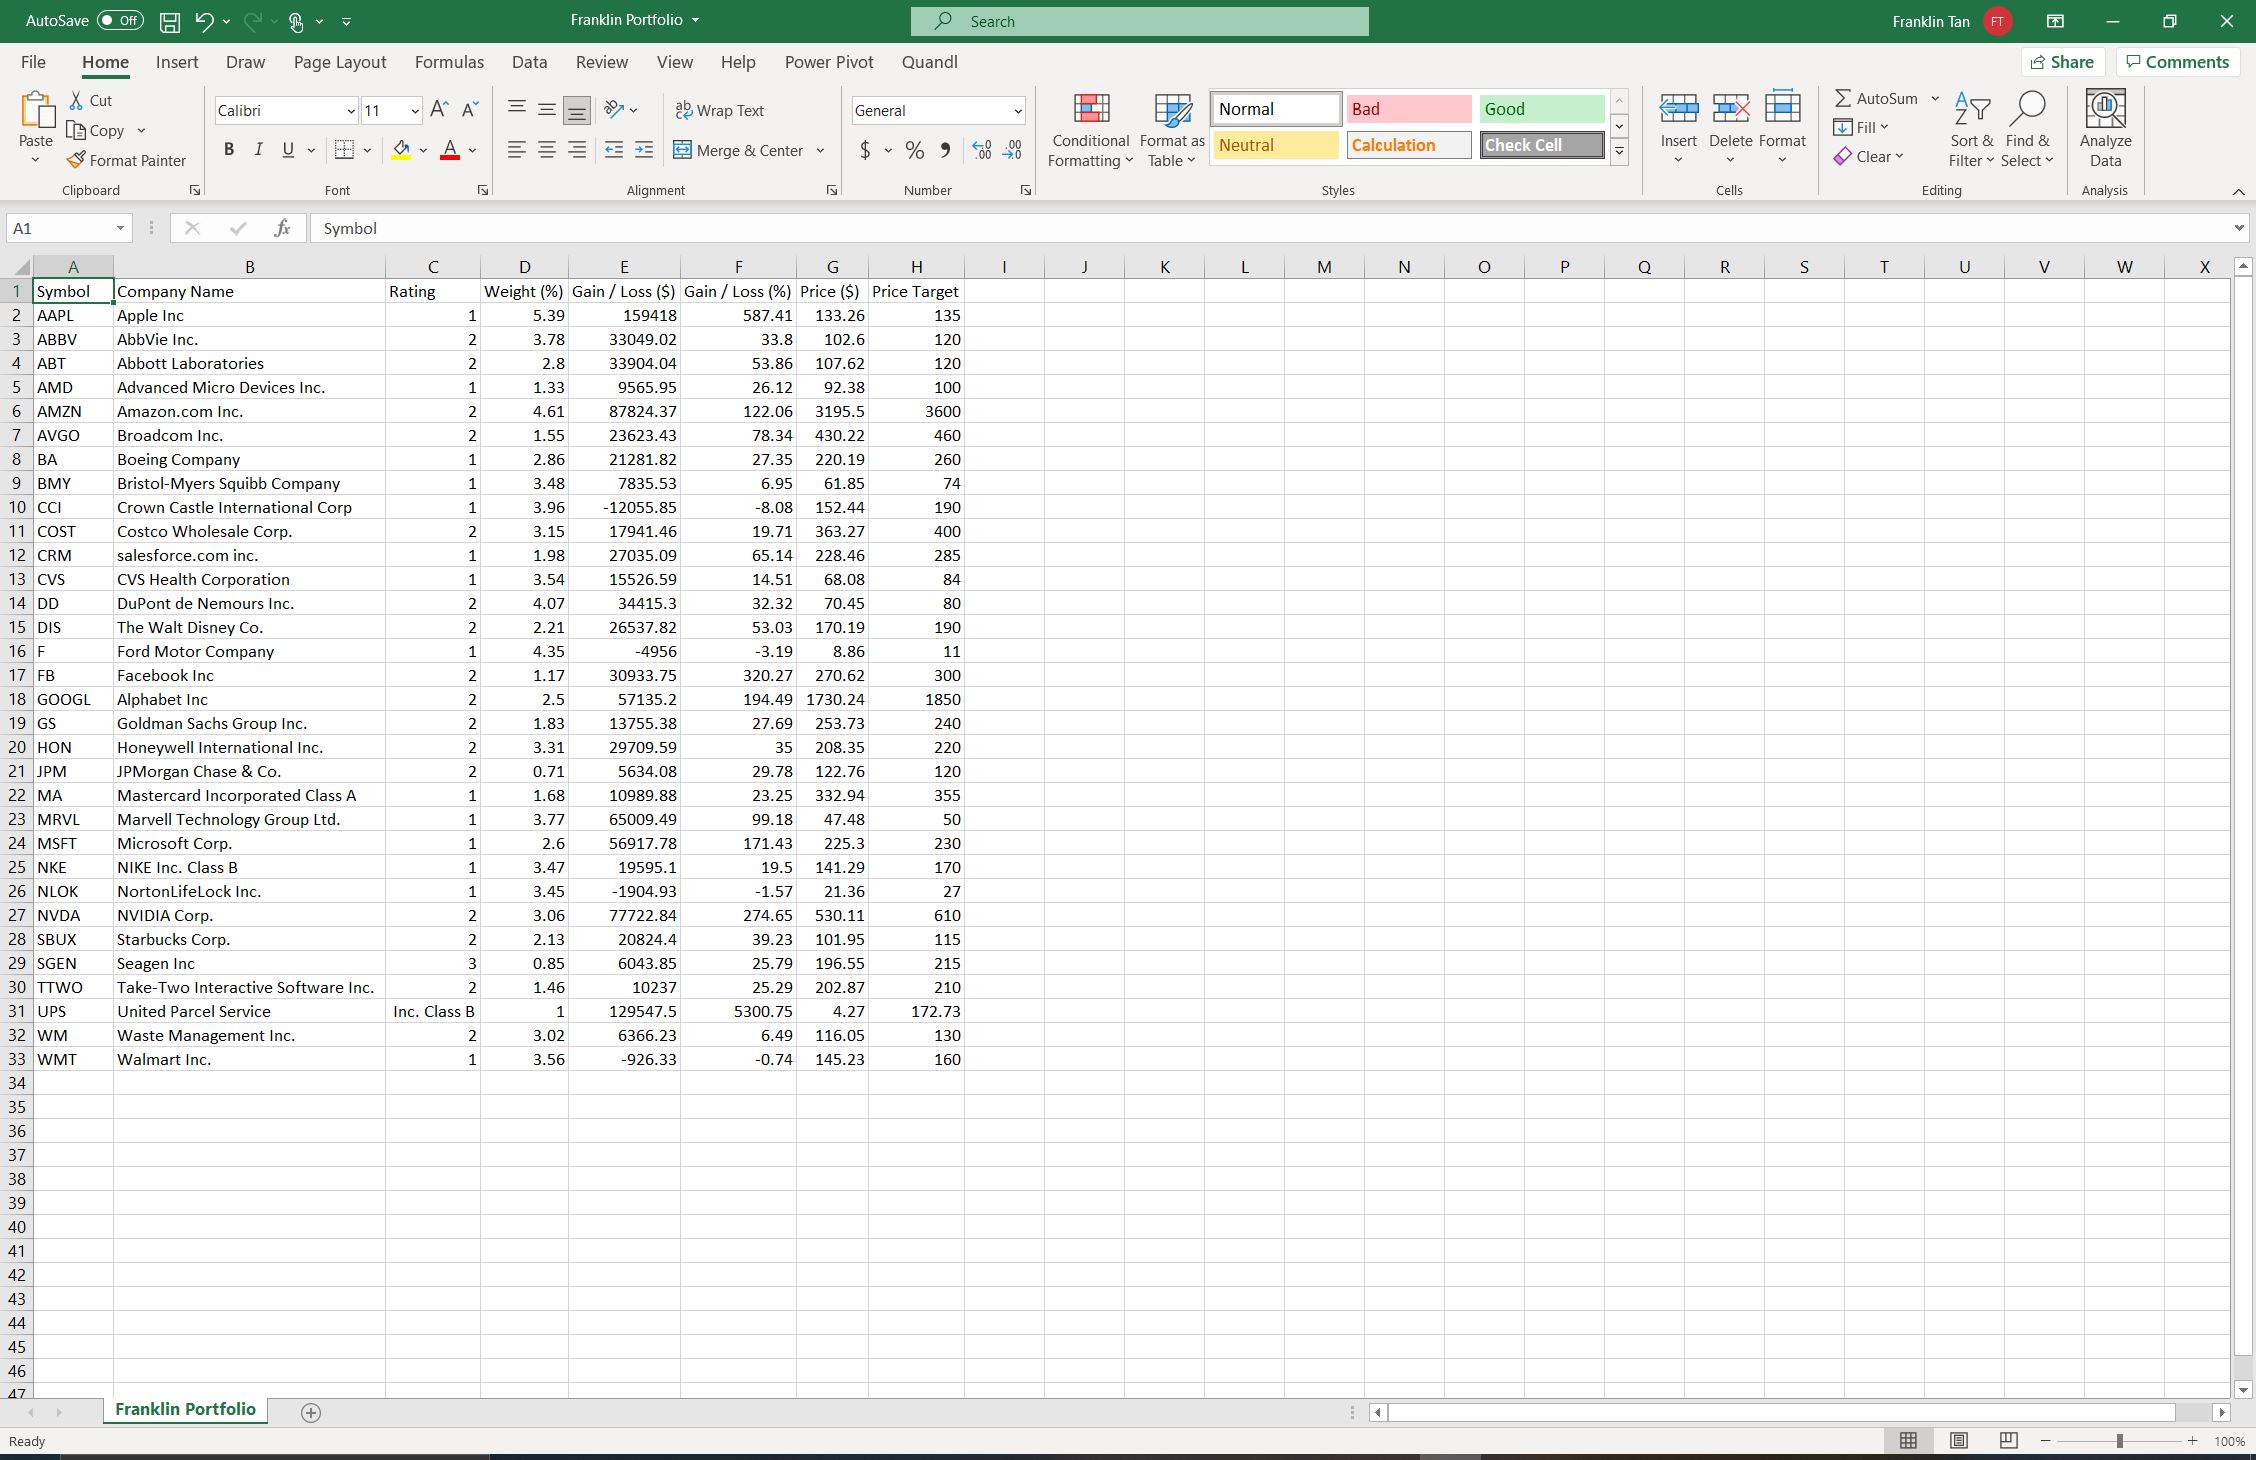 AutoSave Off Franklin Portfolio Search Franklin Tan FT
File Home Insert Draw Page Layout Formulas Data Review View Help Power Pivot Quandl Share Comments
Cut Calibri 11 Wrap Text General Normal Bad Good AutoSum
Paste Copy Conditional Formatting Format as Table Insert Delete Format Fill Sort & Filter Find & Select Analyze Data
Format Painter B I U Merge & Center $ % Neutral Calculation Check Cell Clear
Clipboard Font Alignment Number Styles Cells Editing Analysis
A1 fx Symbol
A B C D E F G H I J K L M N O P Q R S T U V W X
1 Symbol Company Name Rating Weight (%) Gain / Loss ($) Gain / Loss (%) Price ($) Price Target
2 AAPL Apple Inc 1 5.39 159418 587.41 133.26 135
3 ABBV AbbVie Inc. 2 3.78 33049.02 33.8 102.6 120
4 ABT Abbott Laboratories 2 2.8 33904.04 53.86 107.62 120
5 AMD Advanced Micro Devices Inc. 1 1.33 9565.95 26.12 92.38 100
6 AMZN Amazon.com Inc. 2 4.61 87824.37 122.06 3195.5 3600
7 AVGO Broadcom Inc. 2 1.55 23623.43 78.34 430.22 460
8 BA Boeing Company 1 2.86 21281.82 27.35 220.19 260
9 BMY Bristol-Myers Squibb Company 1 3.48 7835.53 6.95 61.85 74
10 CCI Crown Castle International Corp 1 3.96 -12055.85 -8.08 152.44 190
11 COST Costco Wholesale Corp. 2 3.15 17941.46 19.71 363.27 400
12 CRM salesforce.com inc. 1 1.98 27035.09 65.14 228.46 285
13 CVS CVS Health Corporation 1 3.54 15526.59 14.51 68.08 84
14 DD DuPont de Nemours Inc. 2 4.07 34415.3 32.32 70.45 80
15 DIS The Walt Disney Co. 2 2.21 26537.82 53.03 170.19 190
16 F Ford Motor Company 1 4.35 -4956 -3.19 8.86 11
17 FB Facebook Inc 2 1.17 30933.75 320.27 270.62 300
18 GOOGL Alphabet Inc 2 2.5 57135.2 194.49 1730.24 1850
19 GS Goldman Sachs Group Inc. 2 1.83 13755.38 27.69 253.73 240
20 HON Honeywell International Inc. 2 3.31 29709.59 35 208.35 220
21 JPM JPMorgan Chase & Co. 2 0.71 5634.08 29.78 122.76 120
22 MA Mastercard Incorporated Class A 1 1.68 10989.88 23.25 332.94 355
23 MRVL Marvell Technology Group Ltd. 1 3.77 65009.49 99.18 47.48 50
24 MSFT Microsoft Corp. 1 2.6 56917.78 171.43 225.3 230
25 NKE NIKE Inc. Class B 1 3.47 19595.1 19.5 141.29 170
26 NLOK NortonLifeLock Inc. 1 3.45 -1904.93 -1.57 21.36 27
27 NVDA NVIDIA Corp. 2 3.06 77722.84 274.65 530.11 610
28 SBUX Starbucks Corp. 2 2.13 20824.4 39.23 101.95 115
29 SGEN Seagen Inc 3 0.85 6043.85 25.79 196.55 215
30 TTWO Take-Two Interactive Software Inc. 2 1.46 10237 25.29 202.87 210
31 UPS United Parcel Service Inc. Class B 1 129547.5 5300.75 4.27 172.73
32 WM Waste Management Inc. 2 3.02 6366.23 6.49 116.05 130
33 WMT Walmart Inc. 1 3.56 -926.33 -0.74 145.23 160
34
35
36
37
38
39
40
41
42
43
44
45
46
47
Franklin Portfolio
Ready 100%